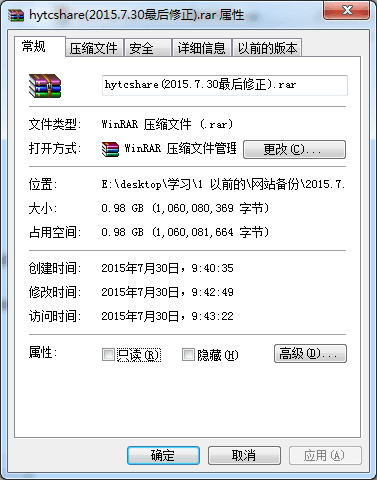 hytcshare(2015.7.30最后修正).rar 属性
常规 压缩文件 安全 详细信息 以前的版本
hytcshare(2015.7.30最后修正).rar
文件类型: WinRAR 压缩文件 (.rar)
打开方式: WinRAR 压缩文件管理 更改(C)...
位置: E:\desktop\学习\1 以前的\网站备份\2015.7.
大小: 0.98 GB (1,060,080,369 字节)
占用空间: 0.98 GB (1,060,081,664 字节)
创建时间: 2015年7月30日, 9:40:35
修改时间: 2015年7月30日, 9:42:49
访问时间: 2015年7月30日, 9:43:22
属性: 只读(R) 隐藏(H) 高级(D)...
确定 取消 应用(A)